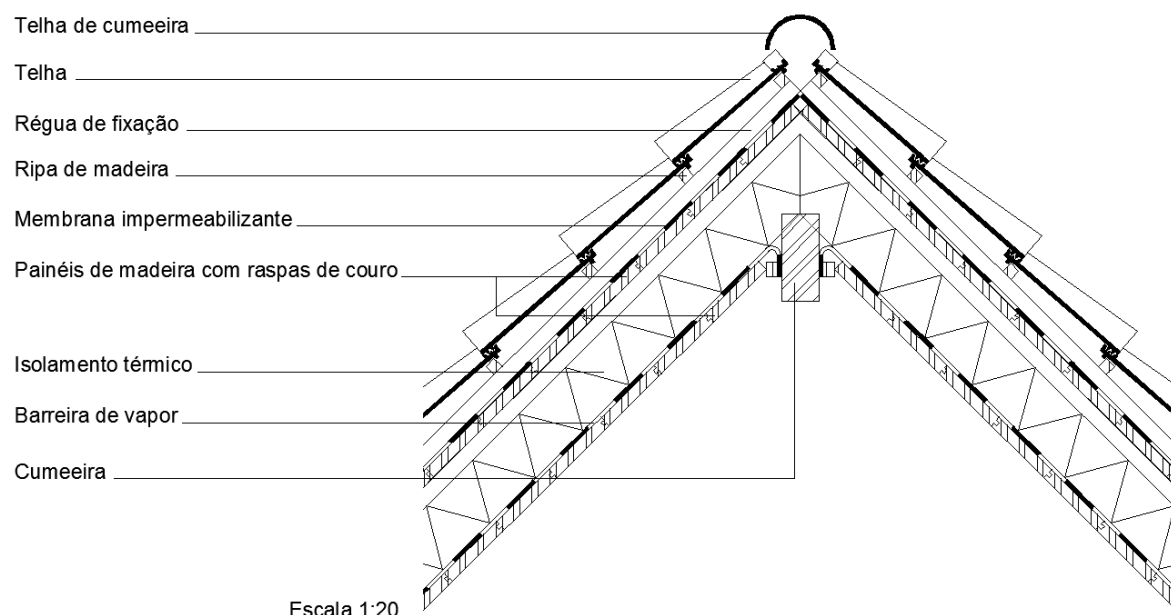 Telha de cumeeira
Telha
Régua de fixação
Ripa de madeira
Membrana impermeabilizante
Painéis de madeira com raspas de couro
Isolamento térmico
Barreira de vapor
Cumeeira
Escala 1:20